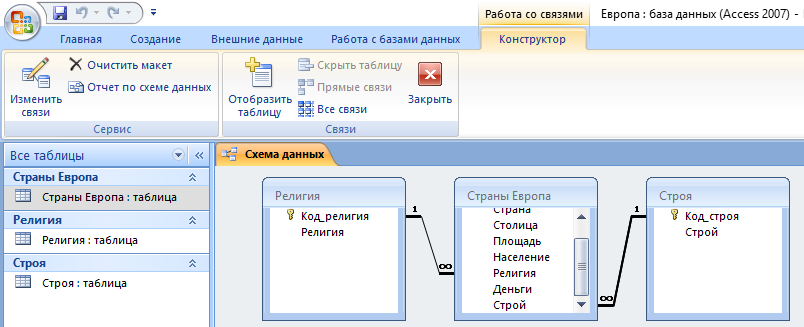 Работа со связями Европа : база данных (Access 2007) -
Главная Создание Внешние данные Работа с базами данных Конструктор
Изменить связи
Очистить макет
Отчет по схеме данных
Сервис
Отобразить таблицу
Скрыть таблицу
Прямые связи
Все связи
Закрыть
Связи
Все таблицы
Страны Европа
Страны Европа : таблица
Религия
Религия : таблица
Строя
Строя : таблица
Схема данных
Религия
Код_религия
Религия
1
∞
Страны Европа
Страна
Столица
Площадь
Население
Религия
Деньги
Строй
1
∞
Строя
Код_строя
Строй